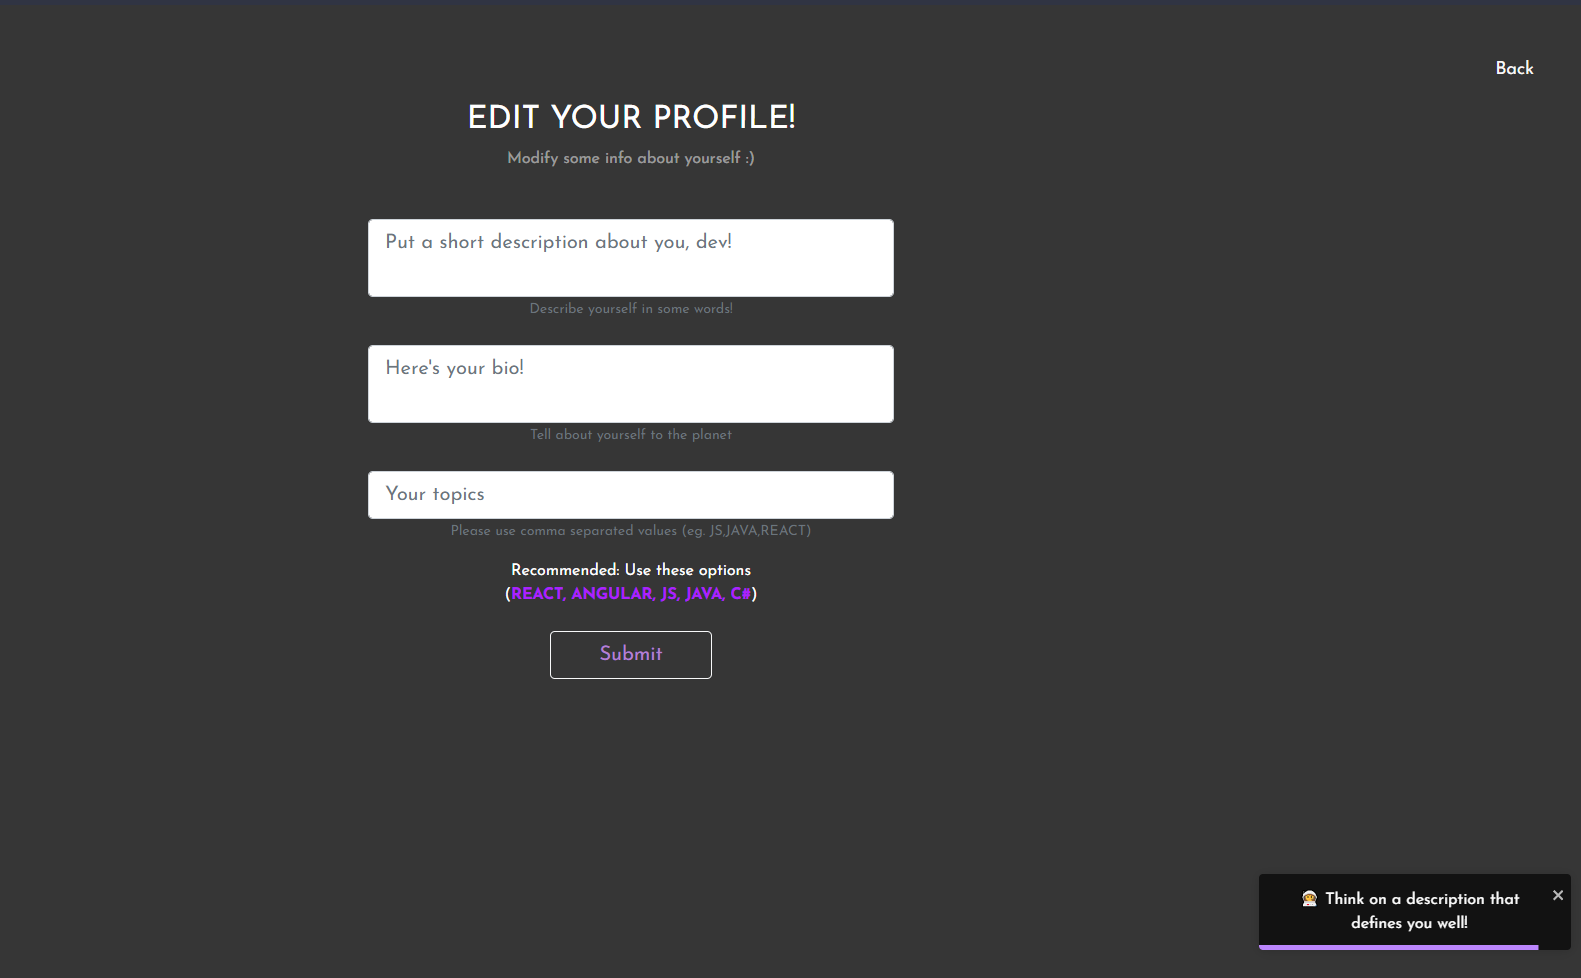 Back
EDIT YOUR PROFILE!
Modify some info about yourself :)
Put a short description about you, dev!
Describe yourself in some words!
Here's your bio!
Tell about yourself to the planet
Your topics
Please use comma separated values (eg. JS,JAVA,REACT)
Recommended: Use these options
(REACT, ANGULAR, JS, JAVA, C#)
Submit
Think on a description that
defines you well!